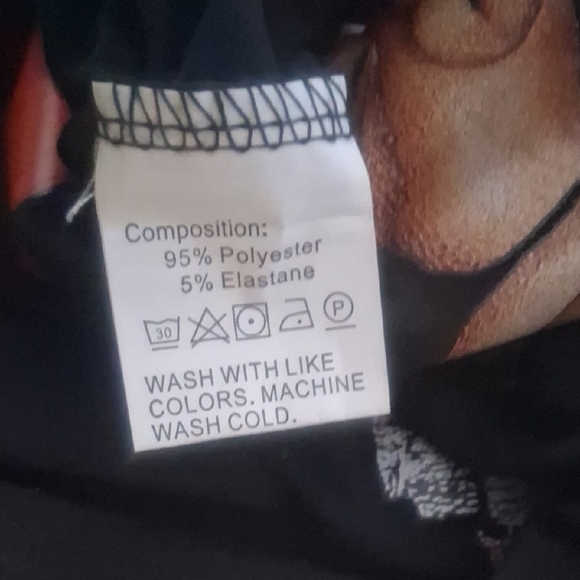 Composition:
95% Polyester
5% Elastane
30 P
WASH WITH LIKE
COLORS. MACHINE
WASH COLD.